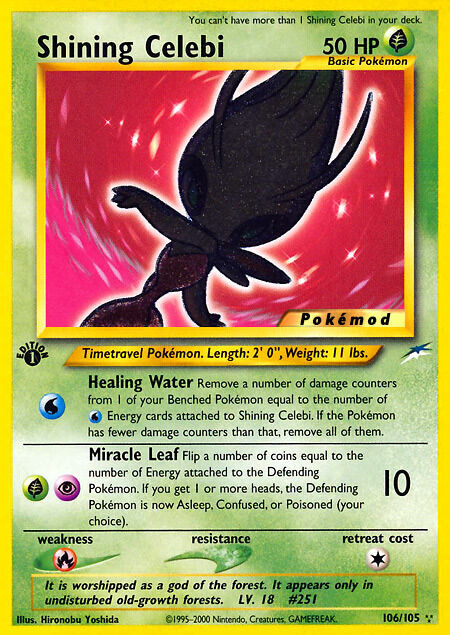 You can't have more than 1 Shining Celebi in your deck.
Shining Celebi 50 HP
Basic Pokémon
Pokémod
EDITION 1
Timetravel Pokémon. Length: 2' 0", Weight: 11 lbs.
Healing Water Remove a number of damage counters
from 1 of your Benched Pokémon equal to the number
of Energy cards attached to Shining Celebi. If the Pokémon
has fewer damage counters than that, remove all of them.
Miracle Leaf Flip a number of coins equal to the
number of Energy attached to the Defending
Pokémon. If you get 1 or more heads, the Defending
Pokémon is now Asleep, Confused, or Poisoned (your
choice).
10
weakness resistance retreat cost
It is worshipped as a god of the forest. It appears only in
undisturbed old-growth forests. LV. 18 #251
Illus. Hironobu Yoshida ©1995-2000 Nintendo, Creatures, GAMEFREAK. 106/105